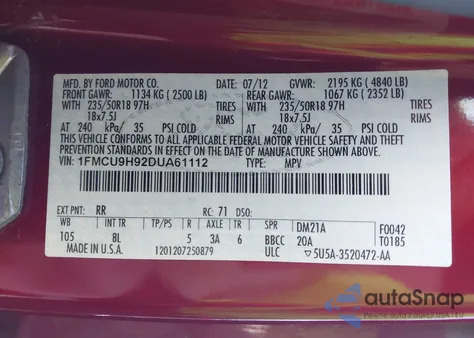 MFD. BY FORD MOTOR CO. DATE: 07/12 GVWR: 2195 KG ( 4840 LB)
FRONT GAWR: 1134 KG ( 2500 LB) REAR GAWR: 1067 KG ( 2352 LB)
WITH 235/50R18 97H TIRES WITH 235/50R18 97H TIRES
18x7.5J RIMS 18x7.5J RIMS
AT 240 kPa/ 35 PSI COLD AT 240 kPa/ 35 PSI COLD
THIS VEHICLE CONFORMS TO ALL APPLICABLE FEDERAL MOTOR VEHICLE SAFETY AND THEFT
PREVENTION STANDARDS IN EFFECT ON THE DATE OF MANUFACTURE SHOWN ABOVE.
VIN: 1FMCU9H92DUA61112 TYPE: MPV
EXT PNT: RR RC: 71 DSO:
WB INT TR TP/PS R AXLE TR SPR DM21A F0042
105 8L 5 3A 6 BBCC 20A T0185
MADE IN U.S.A. 1201207250879 ULC 5U5A-3520472-AA
autoSnap